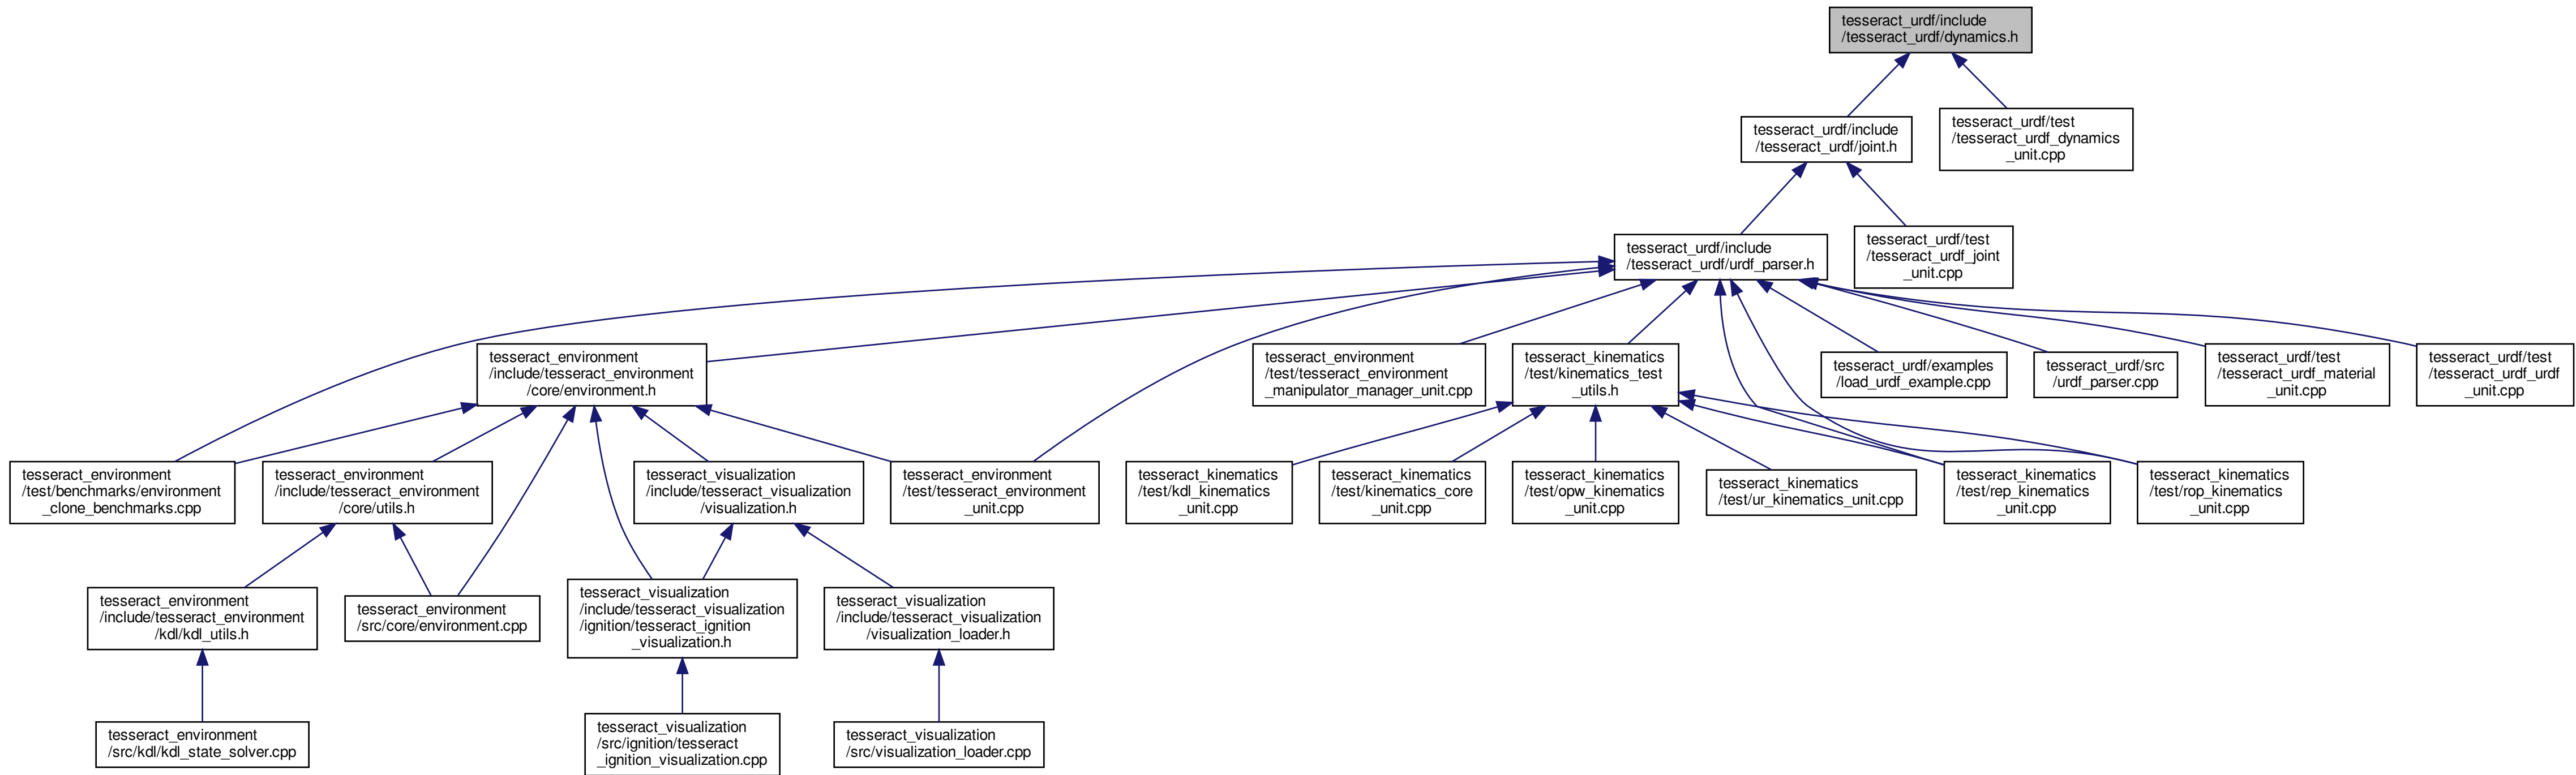 tesseract_urdf/include
/tesseract_urdf/dynamics.h
tesseract_urdf/include
/tesseract_urdf/joint.h
tesseract_urdf/test
/tesseract_urdf_dynamics
_unit.cpp
tesseract_urdf/include
/tesseract_urdf/urdf_parser.h
tesseract_urdf/test
/tesseract_urdf_joint
_unit.cpp
tesseract_environment
/include/tesseract_environment
/core/environment.h
tesseract_environment
/test/tesseract_environment
_manipulator_manager_unit.cpp
tesseract_kinematics
/test/kinematics_test
_utils.h
tesseract_urdf/examples
/load_urdf_example.cpp
tesseract_urdf/src
/urdf_parser.cpp
tesseract_urdf/test
/tesseract_urdf_material
_unit.cpp
tesseract_urdf/test
/tesseract_urdf_urdf
_unit.cpp
tesseract_environment
/test/benchmarks/environment
_clone_benchmarks.cpp
tesseract_environment
/include/tesseract_environment
/core/utils.h
tesseract_visualization
/include/tesseract_visualization
/visualization.h
tesseract_environment
/test/tesseract_environment
_unit.cpp
tesseract_kinematics
/test/kdl_kinematics
_unit.cpp
tesseract_kinematics
/test/kinematics_core
_unit.cpp
tesseract_kinematics
/test/opw_kinematics
_unit.cpp
tesseract_kinematics
/test/ur_kinematics_unit.cpp
tesseract_kinematics
/test/rep_kinematics
_unit.cpp
tesseract_kinematics
/test/rop_kinematics
_unit.cpp
tesseract_environment
/include/tesseract_environment
/kdl/kdl_utils.h
tesseract_environment
/src/core/environment.cpp
tesseract_visualization
/include/tesseract_visualization
/ignition/tesseract_ignition
_visualization.h
tesseract_visualization
/include/tesseract_visualization
/visualization_loader.h
tesseract_environment
/src/kdl/kdl_state_solver.cpp
tesseract_visualization
/src/ignition/tesseract
_ignition_visualization.cpp
tesseract_visualization
/src/visualization_loader.cpp